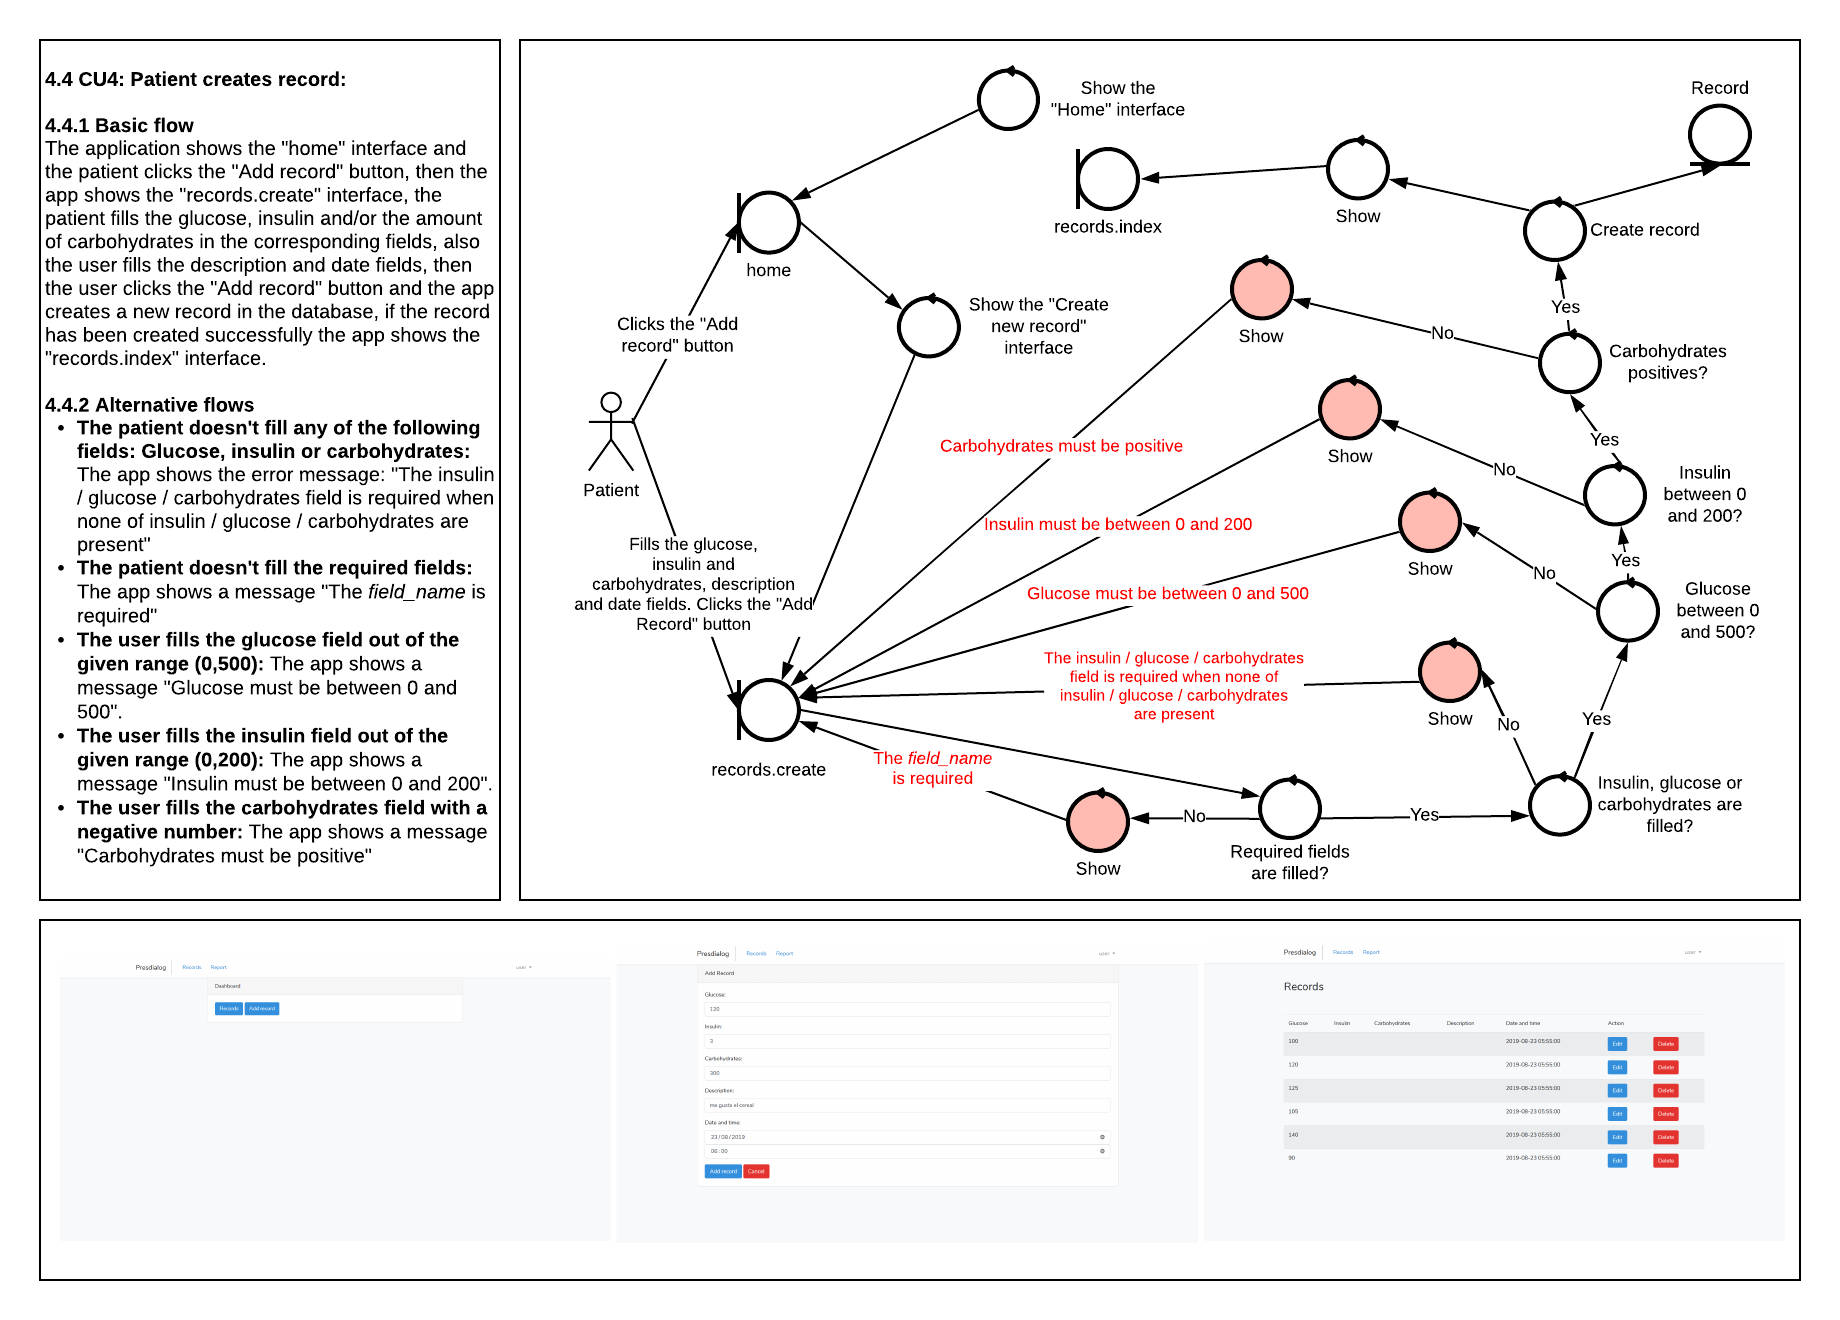 4.4 CU4: Patient creates record:
4.4.1 Basic flow
The application shows the "home" interface and
the patient clicks the "Add record" button, then the
app shows the "records.create" interface, the
patient fills the glucose, insulin and/or the amount
of carbohydrates in the corresponding fields, also
the user fills the description and date fields, then
the user clicks the "Add record" button and the app
creates a new record in the database, if the record
has been created successfully the app shows the
"records.index" interface.
4.4.2 Alternative flows
• The patient doesn't fill any of the following
fields: Glucose, insulin or carbohydrates:
The app shows the error message: "The insulin
/ glucose / carbohydrates field is required when
none of insulin / glucose / carbohydrates are
present"
• The patient doesn't fill the required fields:
The app shows a message "The field_name is
required"
• The user fills the glucose field out of the
given range (0,500): The app shows a
message "Glucose must be between 0 and
500".
• The user fills the insulin field out of the
given range (0,200): The app shows a
message "Insulin must be between 0 and 200".
• The user fills the carbohydrates field with a
negative number: The app shows a message
"Carbohydrates must be positive"
Show the
"Home" interface
Record
records.index
Show
Create record
home
Show the "Create
new record"
interface
Clicks the "Add
record" button
Show
Yes
No
Carbohydrates
positives?
Patient
Carbohydrates must be positive
Show
Yes
No
Insulin
between 0
and 200?
Insulin must be between 0 and 200
Fills the glucose,
insulin and
carbohydrates, description
and date fields. Clicks the "Add
Record" button
Show
Yes
No
Glucose
between 0
and 500?
Glucose must be between 0 and 500
The insulin / glucose / carbohydrates
field is required when none of
insulin / glucose / carbohydrates
are present
Show
No
Yes
records.create
The field_name
is required
Show
No
Required fields
are filled?
Yes
Insulin, glucose or
carbohydrates are
filled?
Presdialog Records Report user
Dashboard
Records Add record
Presdialog Records Report user
Add Record
Glucose:
120
Insulin:
3
Carbohydrates:
300
Description:
me gusta el cereal
Date and time:
23/08/2019
06:00
Add record Cancel
Presdialog Records Report user
Records
Glucose Insulin Carbohydrates Description Date and time Action
100 2019-08-23 05:55:00 Edit Delete
120 2019-08-23 05:55:00 Edit Delete
125 2019-08-23 05:55:00 Edit Delete
105 2019-08-23 05:55:00 Edit Delete
140 2019-08-23 05:55:00 Edit Delete
90 2019-08-23 05:55:00 Edit Delete